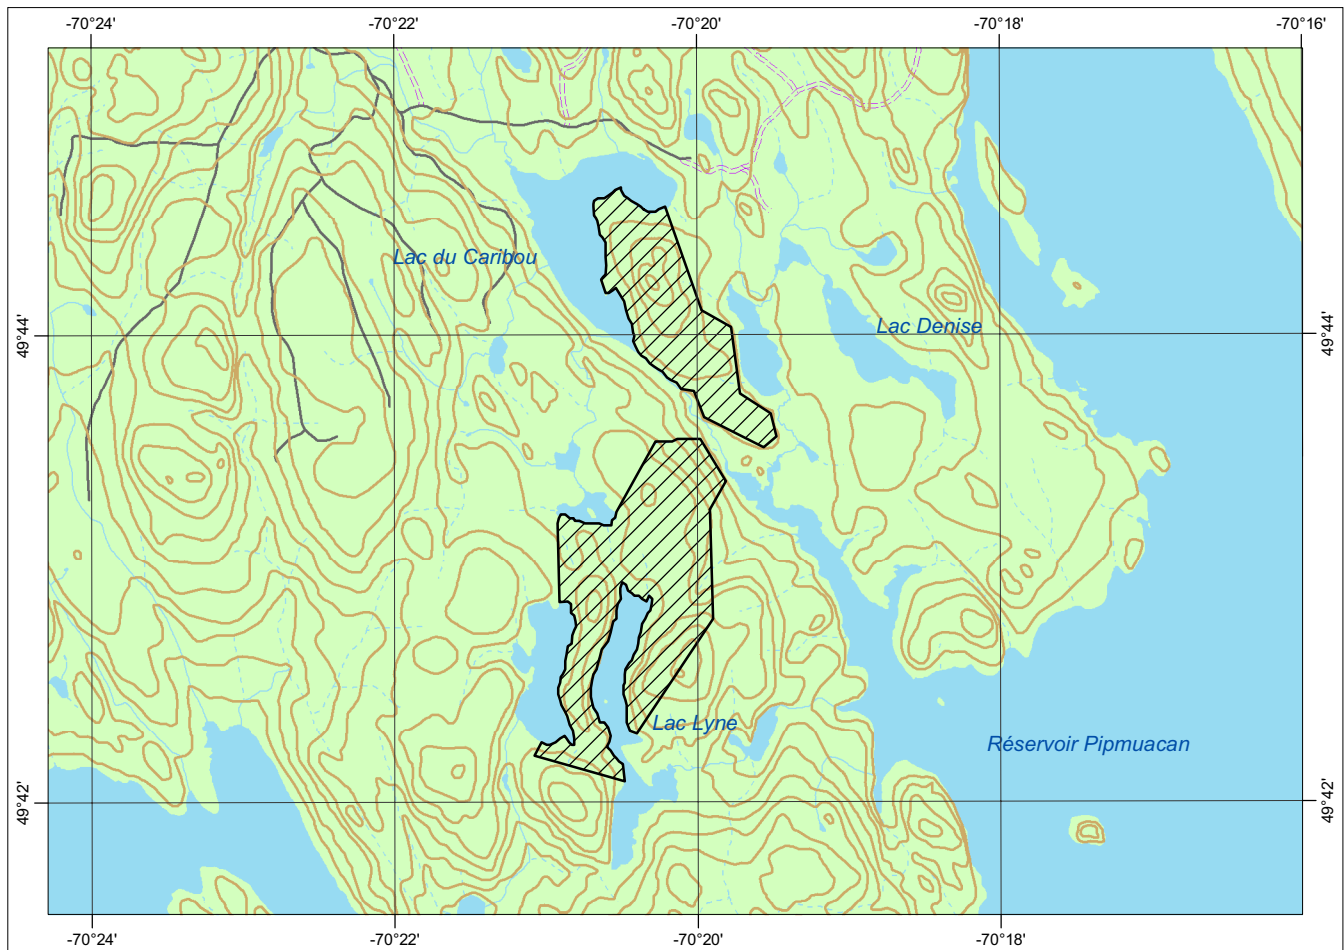 -70°24' -70°22' -70°20' -70°18' -70°16'
Lac du Caribou
Lac Denise
49°44' 49°44'
Lac Lyne
Réservoir Pipmuacan
49°42' 49°42'
-70°24' -70°22' -70°20' -70°18'